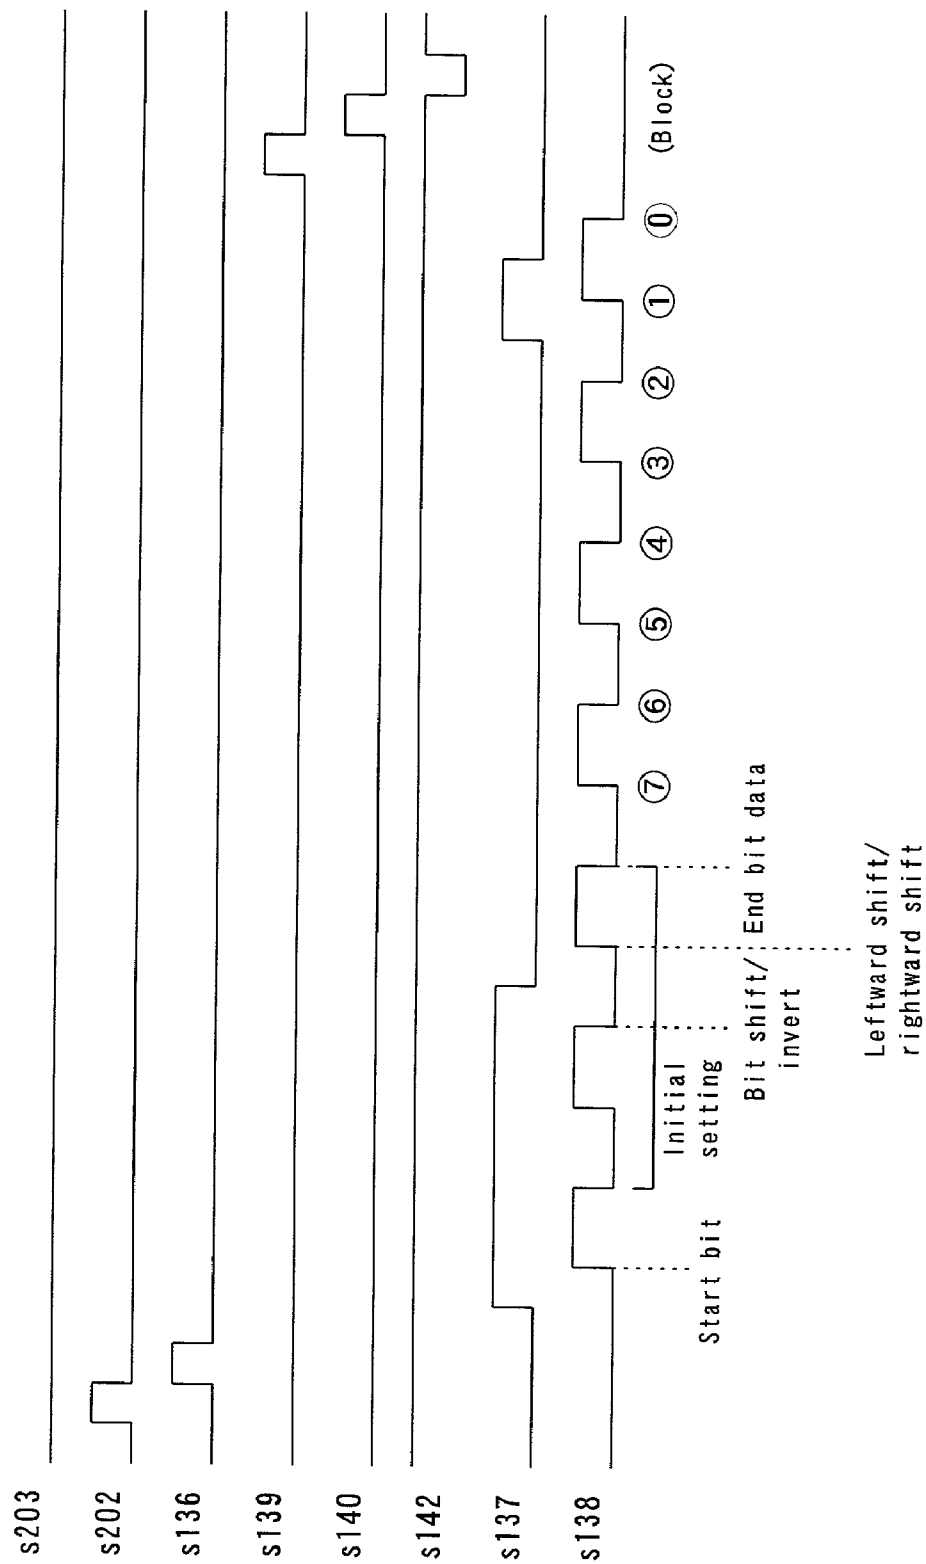 s203
s202
s136
s139
s140
s142
s137
s138
Start bit
Initial
setting
Bit shift/
invert
Leftward shift/
rightward shift
End bit data
⑦ ⑥ ⑤ ④ ③ ② ① ⓪ (Block)